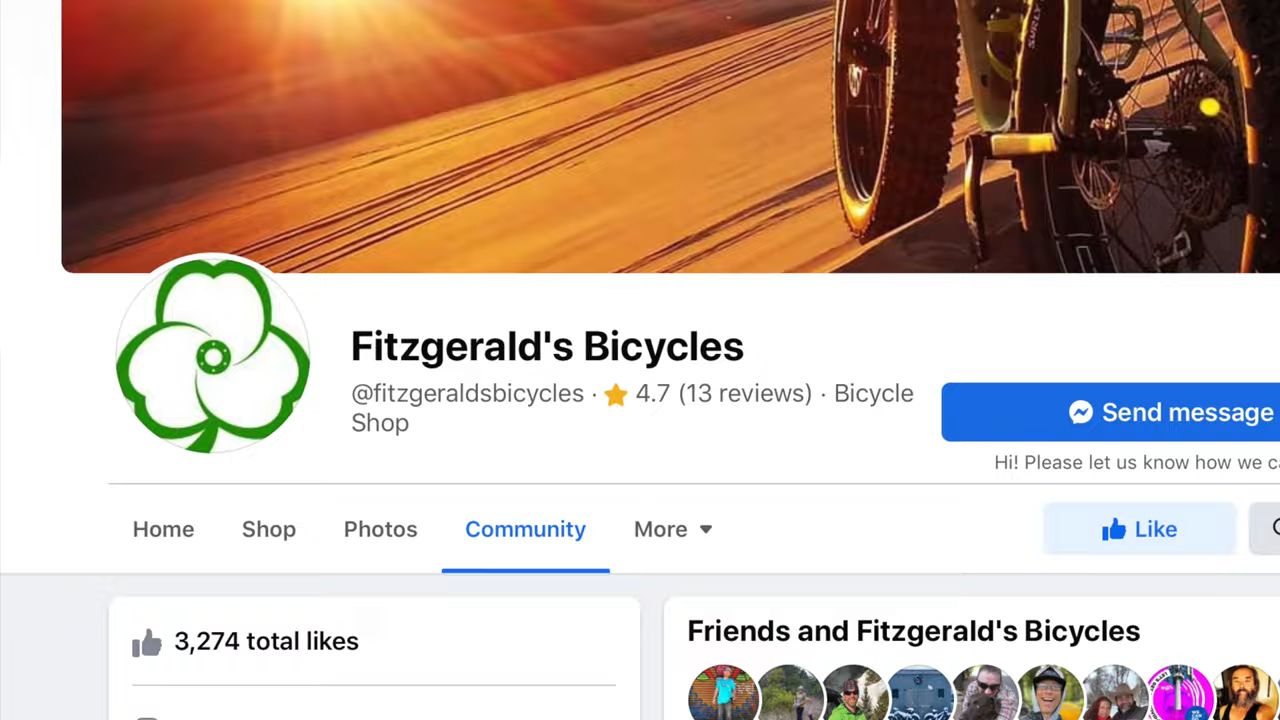 SURLY
Fitzgerald's Bicycles
@fitzgeraldsbicycles · 4.7 (13 reviews) · Bicycle
Shop
Send message
Hi! Please let us know how we ca
Home Shop Photos Community More
Like
3,274 total likes
Friends and Fitzgerald's Bicycles